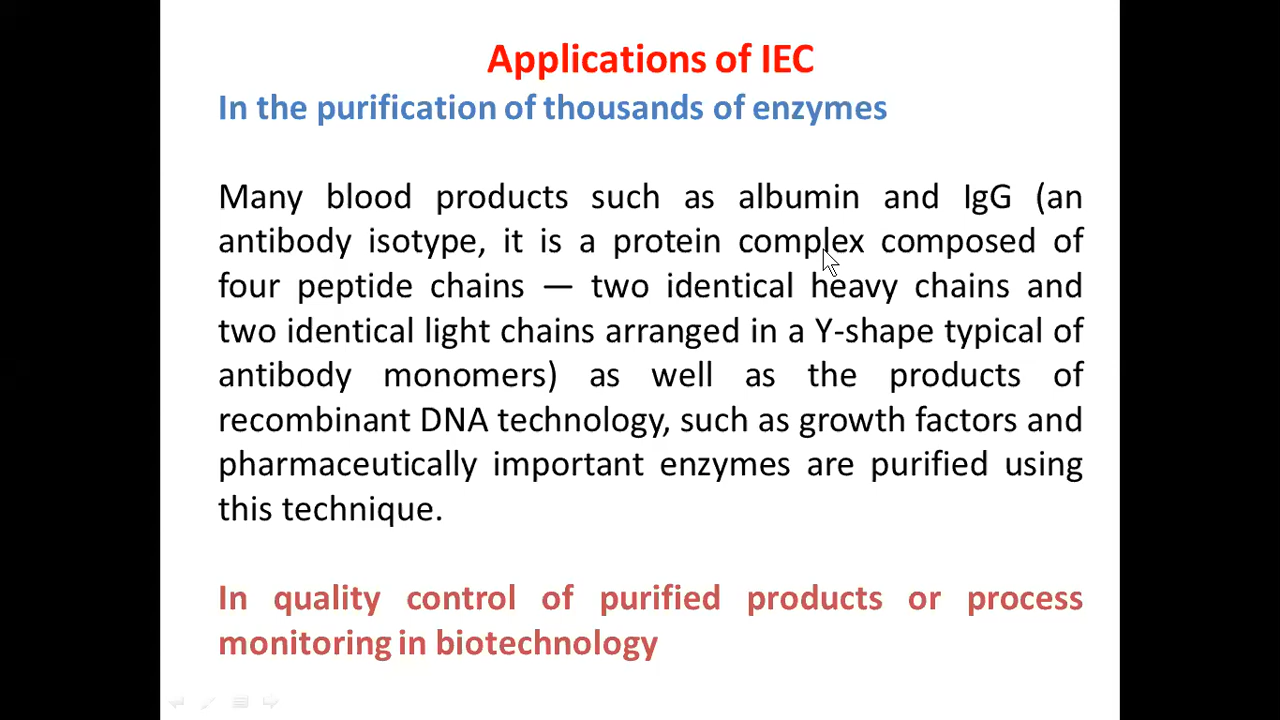 Applications of IEC
In the purification of thousands of enzymes
Many blood products such as albumin and IgG (an
antibody isotype, it is a protein complex composed of
four peptide chains — two identical heavy chains and
two identical light chains arranged in a Y-shape typical of
antibody monomers) as well as the products of
recombinant DNA technology, such as growth factors and
pharmaceutically important enzymes are purified using
this technique.
In quality control of purified products or process
monitoring in biotechnology